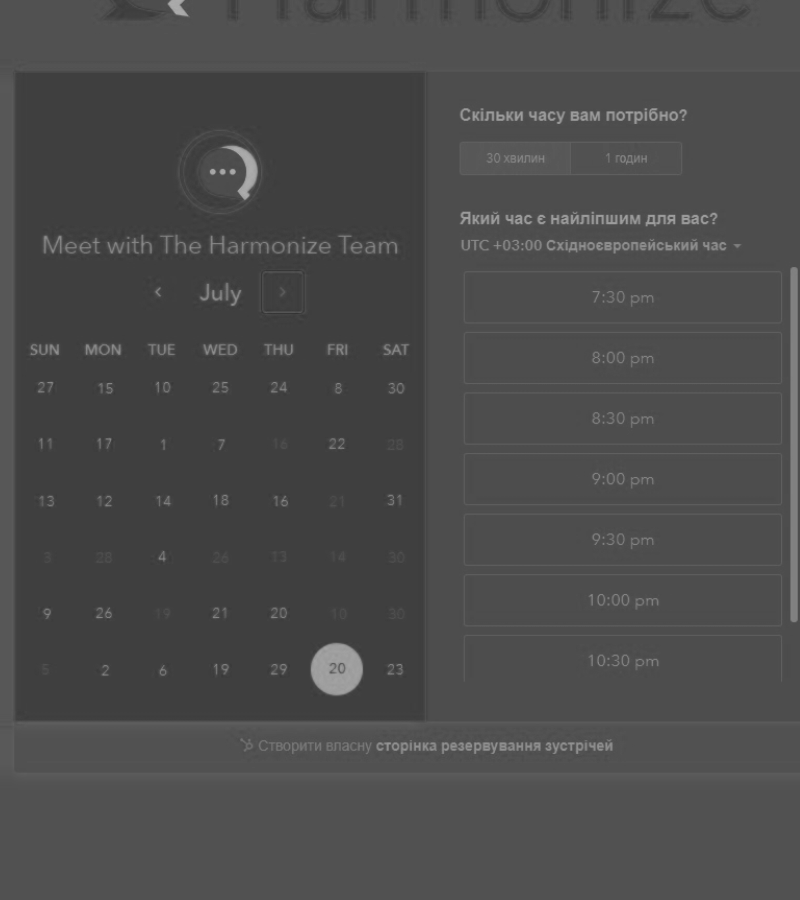 Harmonize
Meet with The Harmonize Team
July
SUN MON TUE WED THU FRI SAT
27 15 10 25 24 8 30
11 17 1 7 16 22 28
13 12 14 18 16 21 31
3 28 4 26 13 14 30
9 26 19 21 20 10 30
5 2 6 19 29 20 23
Скільки часу вам потрібно?
30 хвилин 1 годин
Який час є найліпшим для вас?
UTC +03:00 Східноєвропейський час
7:30 pm
8:00 pm
8:30 pm
9:00 pm
9:30 pm
10:00 pm
10:30 pm
Створити власну сторінка резервування зустрічей